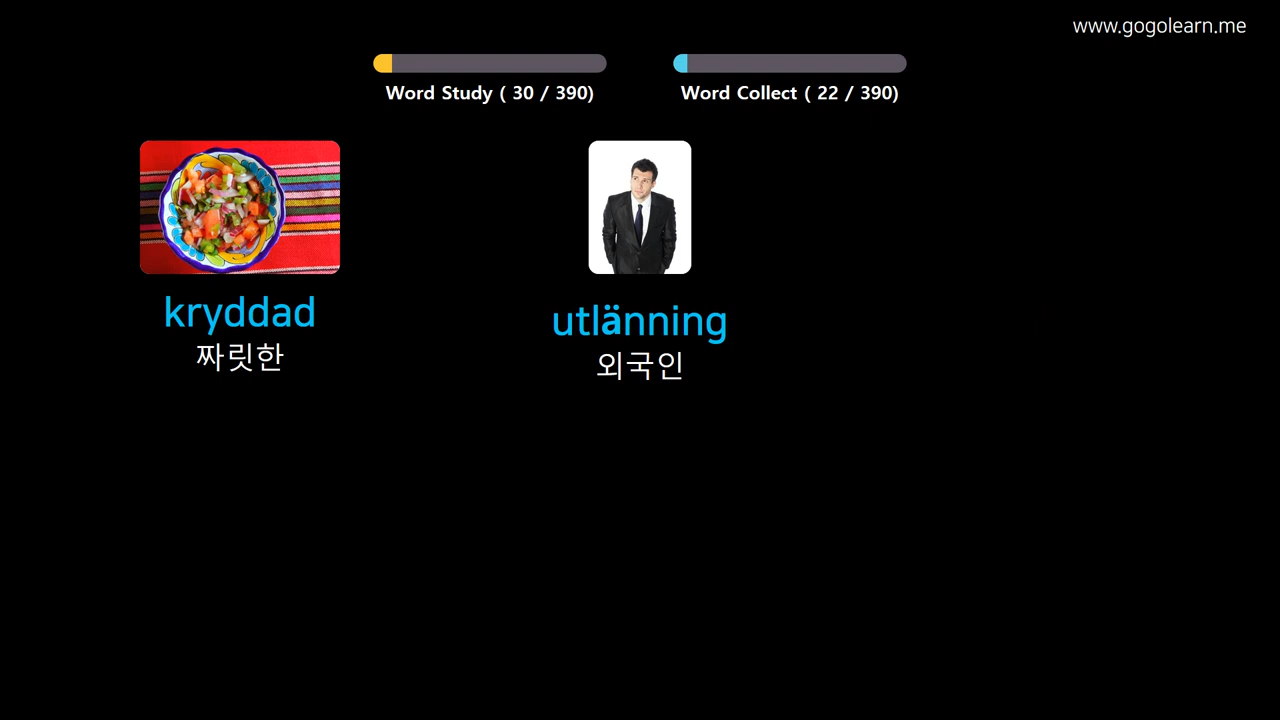 www.gogolearn.me
Word Study ( 30 / 390)
Word Collect ( 22 / 390)
kryddad
짜릿한
utlänning
외국인